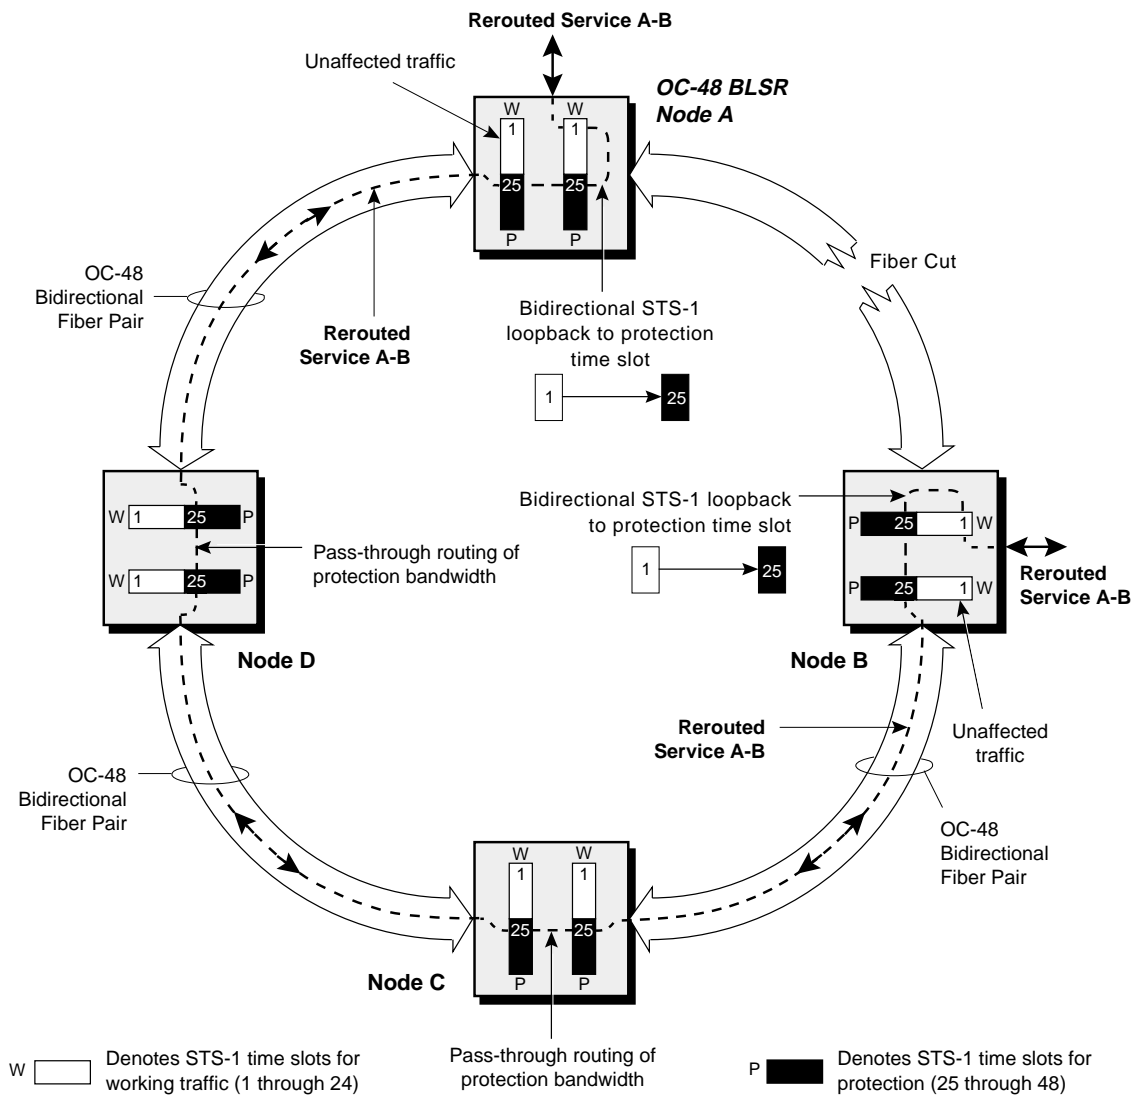 Rerouted Service A-B
Unaffected traffic
OC-48 BLSR
Node A
W
W
1
1
25
25
P
P
Fiber Cut
OC-48
Bidirectional
Fiber Pair
Rerouted
Service A-B
Bidirectional STS-1
loopback to protection
time slot
1
25
W
1
25
P
W
1
25
P
Pass-through routing of
protection bandwidth
Node D
Bidirectional STS-1 loopback
to protection time slot
1
25
P
25
1
W
P
25
1
W
Rerouted
Service A-B
Node B
Rerouted
Service A-B
Unaffected
traffic
OC-48
Bidirectional
Fiber Pair
OC-48
Bidirectional
Fiber Pair
W
W
1
1
25
25
P
P
Node C
Pass-through routing of
protection bandwidth
W
Denotes STS-1 time slots for
working traffic (1 through 24)
P
Denotes STS-1 time slots for
protection (25 through 48)